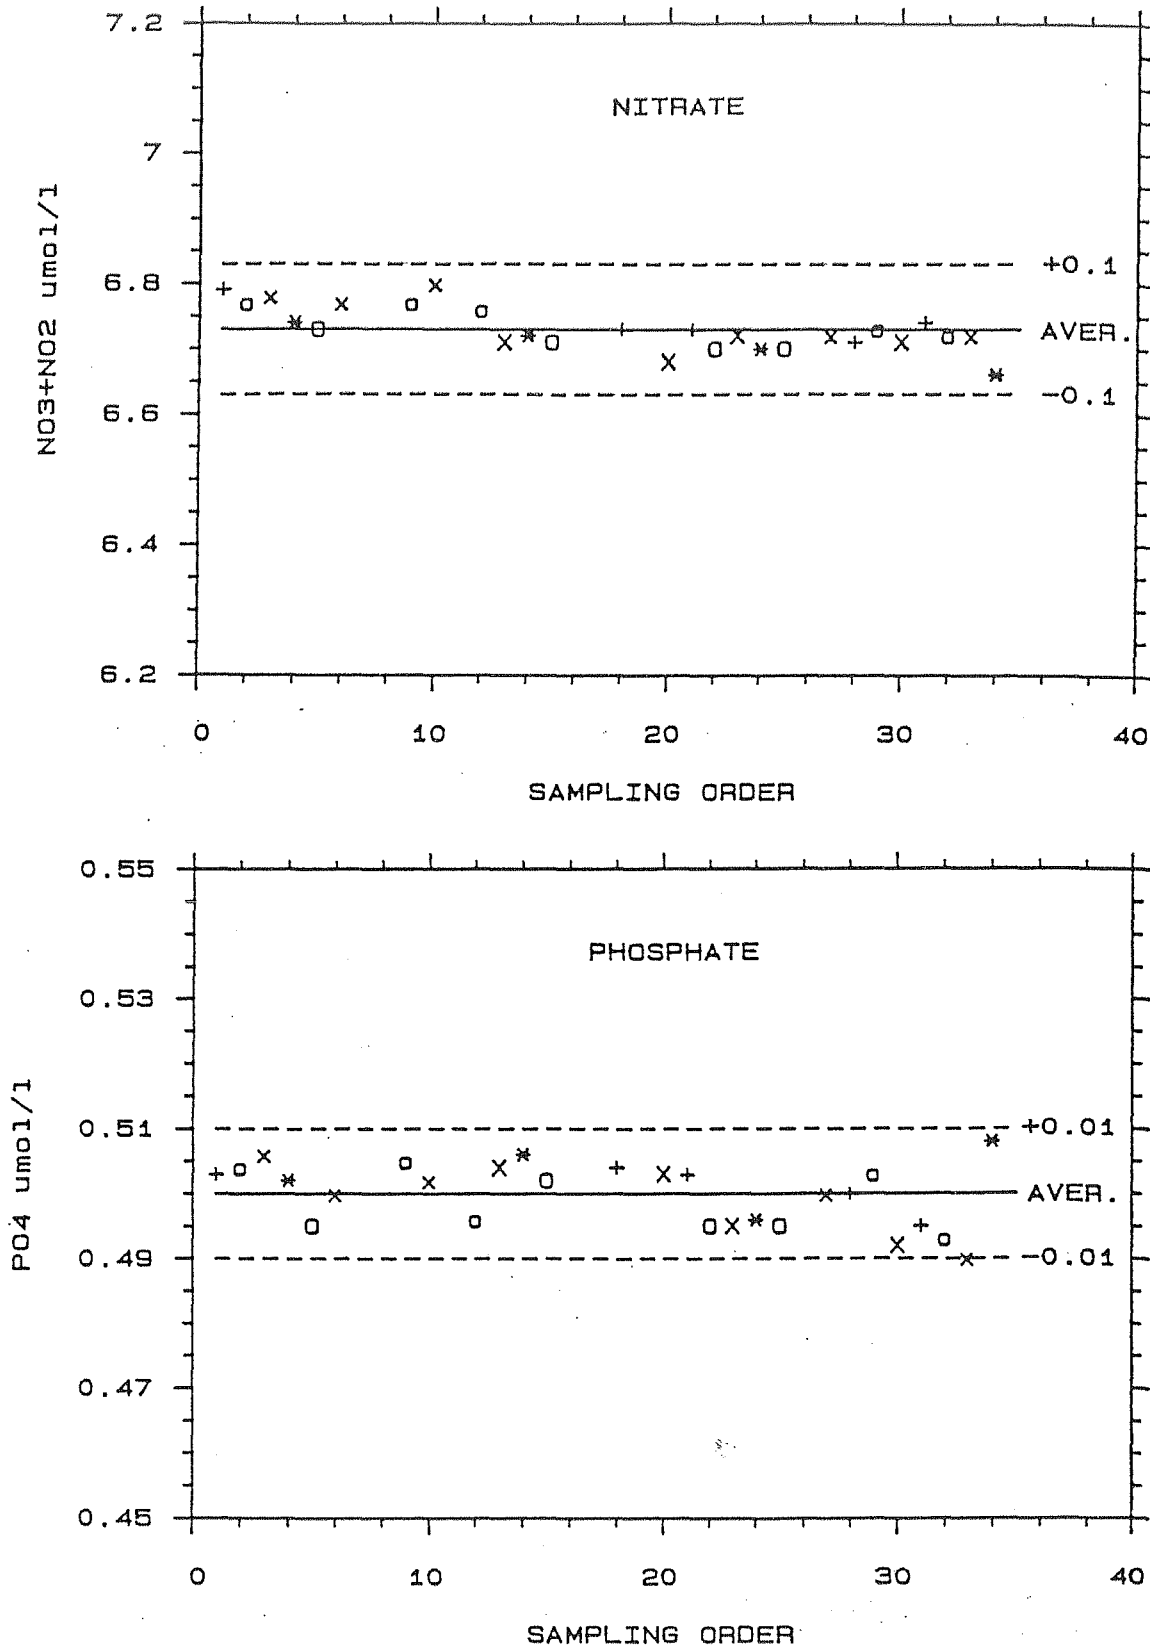 7.2
NITRATE
7
NO3+NO2 umol/l
+0.1
6.8
AVER.
-0.1
6.6
6.4
6.2
0 10 20 30 40
SAMPLING ORDER
0.55
PHOSPHATE
0.53
PO4 umol/l
0.51
+0.01
AVER.
0.49
-0.01
0.47
0.45
0 10 20 30 40
SAMPLING ORDER